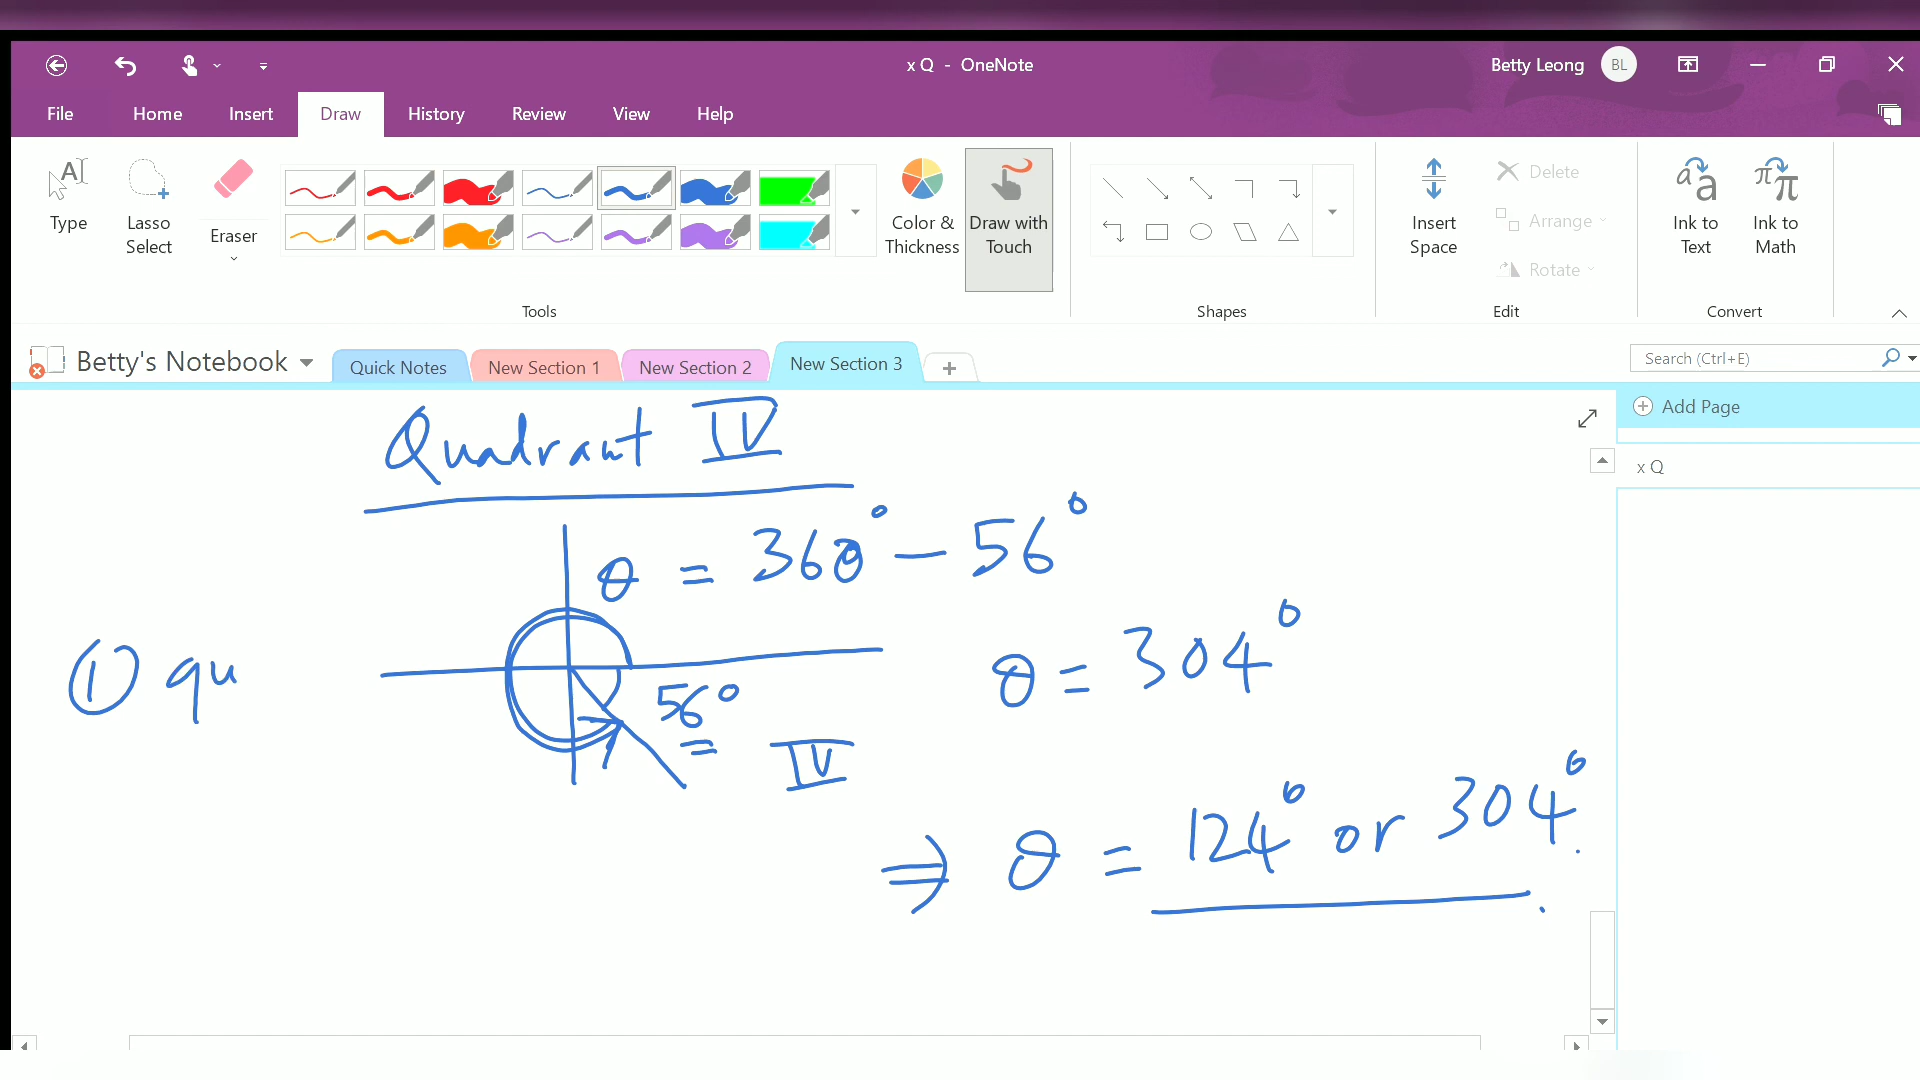 x Q - OneNote
Betty Leong
BL
File
Home
Insert
Draw
History
Review
View
Help
Type
Lasso
Select
Eraser
Color &
Thickness
Draw with
Touch
Insert
Space
Delete
Arrange
Rotate
Ink to
Text
Ink to
Math
Tools
Shapes
Edit
Convert
Betty's Notebook
Quick Notes
New Section 1
New Section 2
New Section 3
Search (Ctrl+E)
Add Page
x Q
Quadrant IV
θ = 360° - 56°
① qu
56°
θ = 304°
IV
⇒ θ = 124° or 304°.